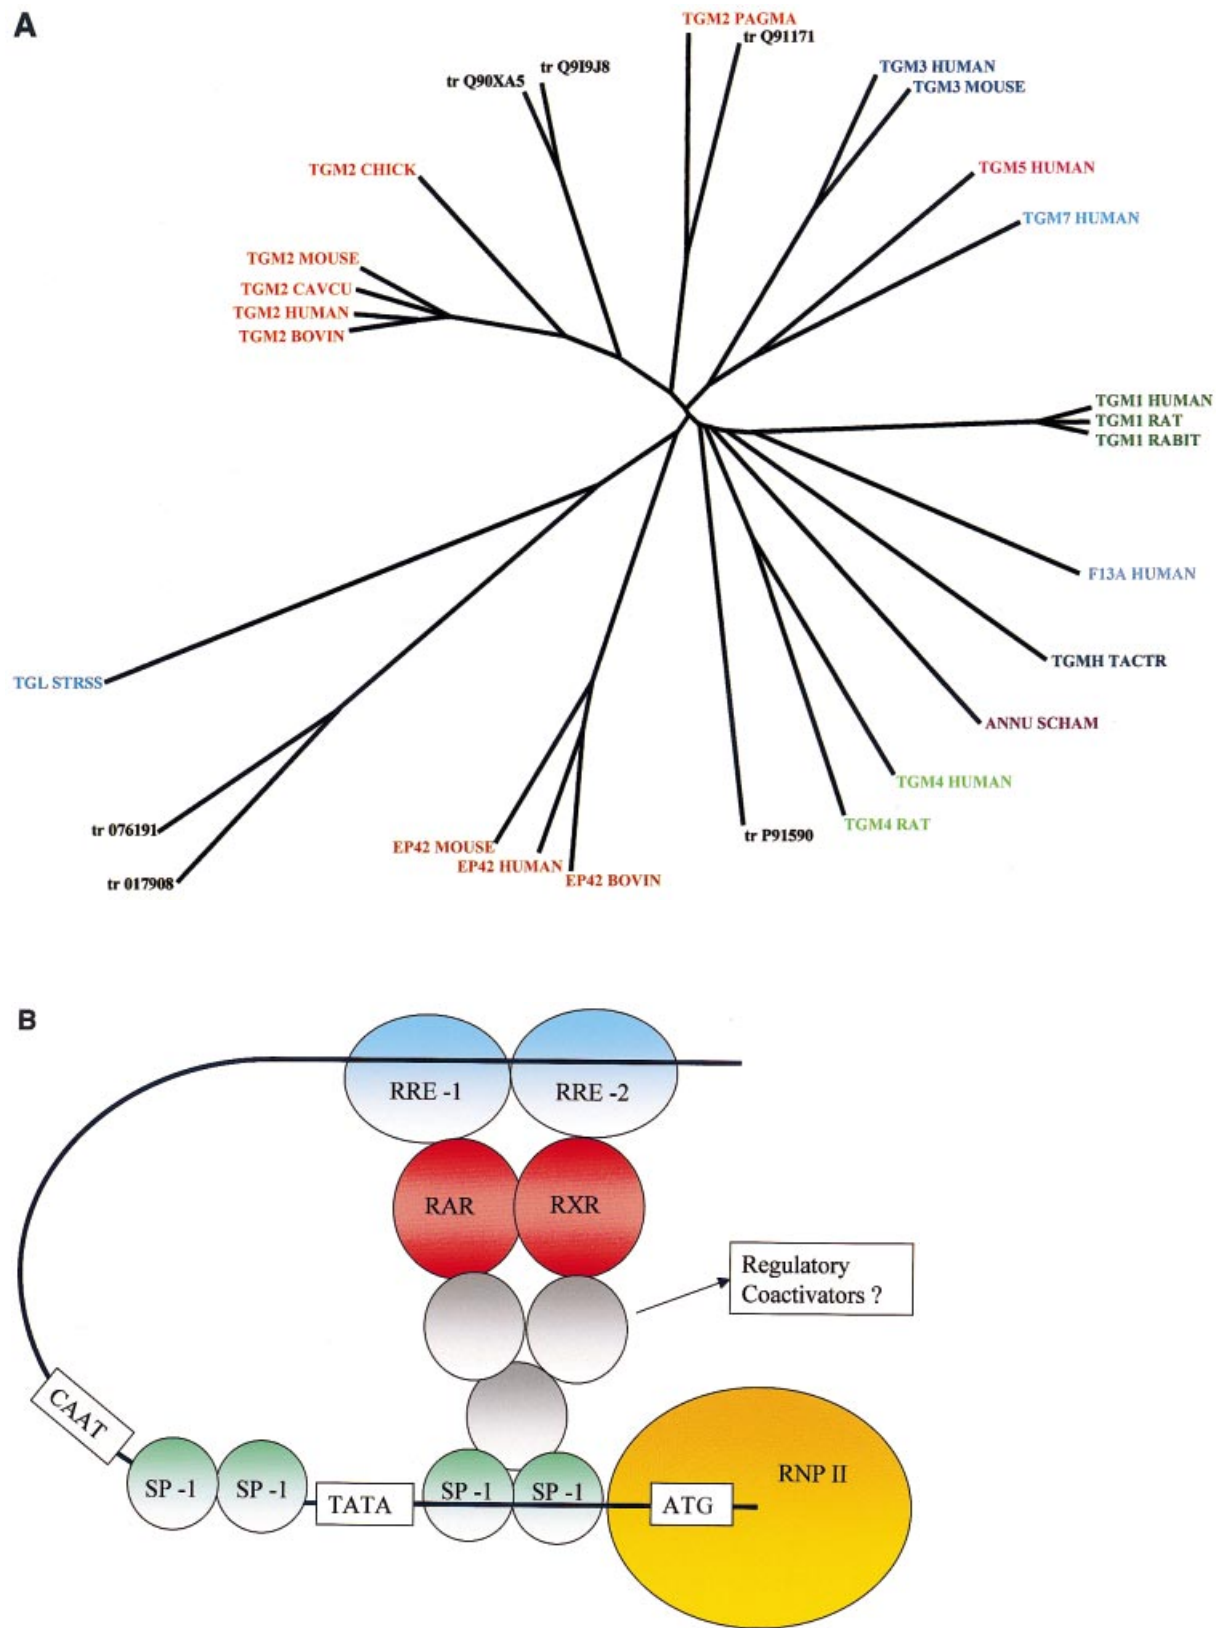 A
TGM2 PAGMA
tr Q91171
tr Q9I9J8
tr Q90XA5
TGM3 HUMAN
TGM3 MOUSE
TGM2 CHICK
TGM5 HUMAN
TGM7 HUMAN
TGM2 MOUSE
TGM2 CAVCU
TGM2 HUMAN
TGM2 BOVIN
TGM1 HUMAN
TGM1 RAT
TGM1 RABIT
F13A HUMAN
TGMH TACTR
TGL STRSS
ANNU SCHAM
TGM4 HUMAN
TGM4 RAT
tr 076191
tr P91590
EP42 MOUSE
EP42 HUMAN
EP42 BOVIN
tr 017908
B
RRE -1
RRE -2
RAR
RXR
Regulatory
Coactivators ?
CAAT
SP -1
SP -1
TATA
SP -1
SP -1
ATG
RNP II